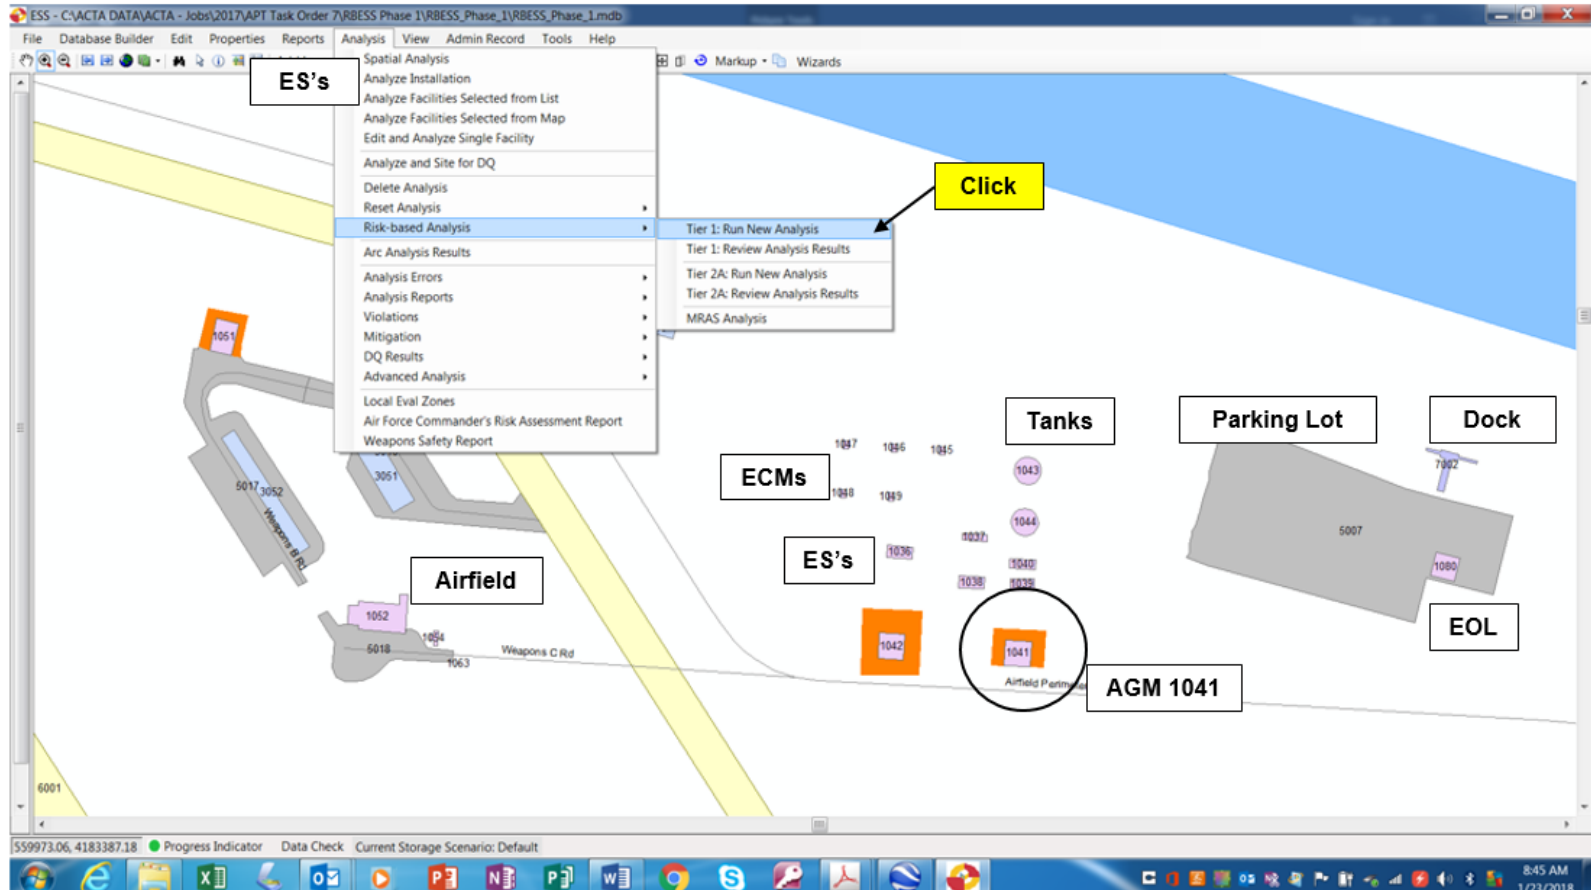 ESS - C:\ACTA DATA\ACTA - Jobs\2017\APT Task Order 7\RBESS Phase 1\RBESS_Phase_1\RBESS_Phase_1.mdb
File Database Builder Edit Properties Reports Analysis View Admin Record Tools Help
Markup Wizards
ES's
Spatial Analysis
Analyze Installation
Analyze Facilities Selected from List
Analyze Facilities Selected from Map
Edit and Analyze Single Facility
Analyze and Site for DQ
Delete Analysis
Reset Analysis
Risk-based Analysis
Arc Analysis Results
Analysis Errors
Analysis Reports
Violations
Mitigation
DQ Results
Advanced Analysis
Local Eval Zones
Air Force Commander's Risk Assessment Report
Weapons Safety Report
Click
Tier 1: Run New Analysis
Tier 1: Review Analysis Results
Tier 2A: Run New Analysis
Tier 2A: Review Analysis Results
MRAS Analysis
1051
Tanks
Parking Lot
Dock
1047 1046 1045
1043
7002
ECMs
3051
5017 3052
1048 1049
Weapons B Rd
1044
5007
1037
ES's
1036
1040
1080
Airfield
1038 1039
1052
EOL
1054
5018
Weapons C Rd
1063
1042
1041
Airfield Perimeter
AGM 1041
6001
559973.06, 4183387.18 Progress Indicator Data Check Current Storage Scenario: Default
8:45 AM
1/23/2018